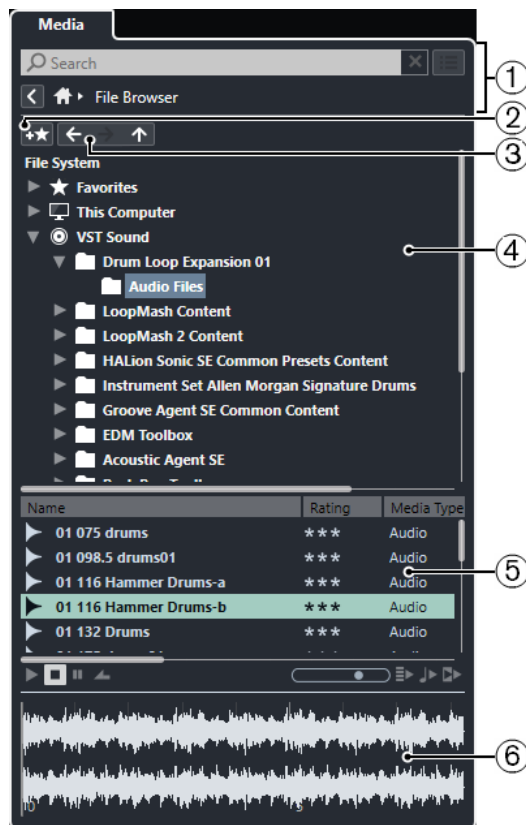 Media
Search
File Browser
File System
Favorites
This Computer
VST Sound
Drum Loop Expansion 01
Audio Files
LoopMash Content
LoopMash 2 Content
HALion Sonic SE Common Presets Content
Instrument Set Allen Morgan Signature Drums
Groove Agent SE Common Content
EDM Toolbox
Acoustic Agent SE
Name Rating Media Type
01 075 drums *** Audio
01 098.5 drums01 *** Audio
01 116 Hammer Drums-a *** Audio
01 116 Hammer Drums-b *** Audio
01 132 Drums *** Audio
0
1
2
3
4
5
6